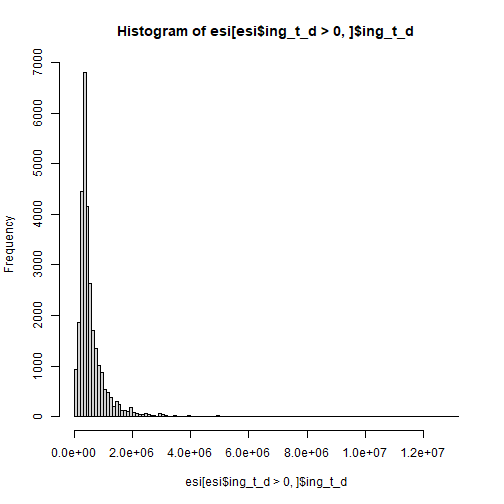 Histogram of esi[esi$ing_t_d > 0, ]$ing_t_d
Frequency
7000
6000
5000
4000
3000
2000
1000
0
0.0e+00 2.0e+06 4.0e+06 6.0e+06 8.0e+06 1.0e+07 1.2e+07
esi[esi$ing_t_d > 0, ]$ing_t_d